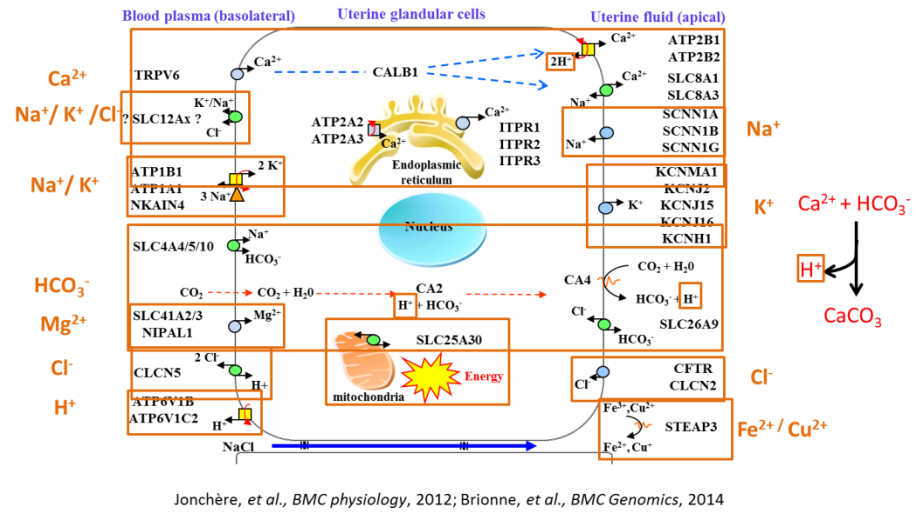 Blood plasma (basolateral)
Uterine glandular cells
Uterine fluid (apical)
Ca²⁺
TRPV6
Ca²⁺
CALB1
2H⁺
Ca²⁺
ATP2B1
ATP2B2
Ca²⁺
Na⁺
SLC8A1
SLC8A3
Na⁺/ K⁺ /Cl⁻
? SLC12Ax ?
K⁺/Na⁺
Cl⁻
ATP2A2
ATP2A3
Ca²⁺
Ca²⁺
ITPR1
ITPR2
ITPR3
Endoplasmic
reticulum
Na⁺
SCNN1A
SCNN1B
SCNN1G
Na⁺
Na⁺/ K⁺
ATP1B1
ATP1A1
NKAIN4
2 K⁺
3 Na⁺
Nucleus
K⁺
KCNMA1
KCNJ2
KCNJ15
KCNJ16
KCNH1
K⁺
Ca²⁺ + HCO₃⁻
H⁺
CaCO₃
HCO₃⁻
SLC4A4/5/10
Na⁺
HCO₃⁻
CO₂
CO₂ + H₂0
CA2
H⁺ + HCO₃⁻
CA4
CO₂ + H₂0
HCO₃⁻ + H⁺
Cl⁻
HCO₃⁻
SLC26A9
Mg²⁺
SLC41A2/3
NIPAL1
Mg²⁺
SLC25A30
Energy
mitochondria
Cl⁻
CLCN5
2 Cl⁻
H+
Cl⁻
CFTR
CLCN2
Cl⁻
H⁺
ATP6V1B
ATP6V1C2
H⁺
Fe³⁺,Cu²⁺
Fe²⁺,Cu⁺
STEAP3
Fe²⁺/ Cu²⁺
NaCl
Jonchère, et al., BMC physiology, 2012; Brionne, et al., BMC Genomics, 2014